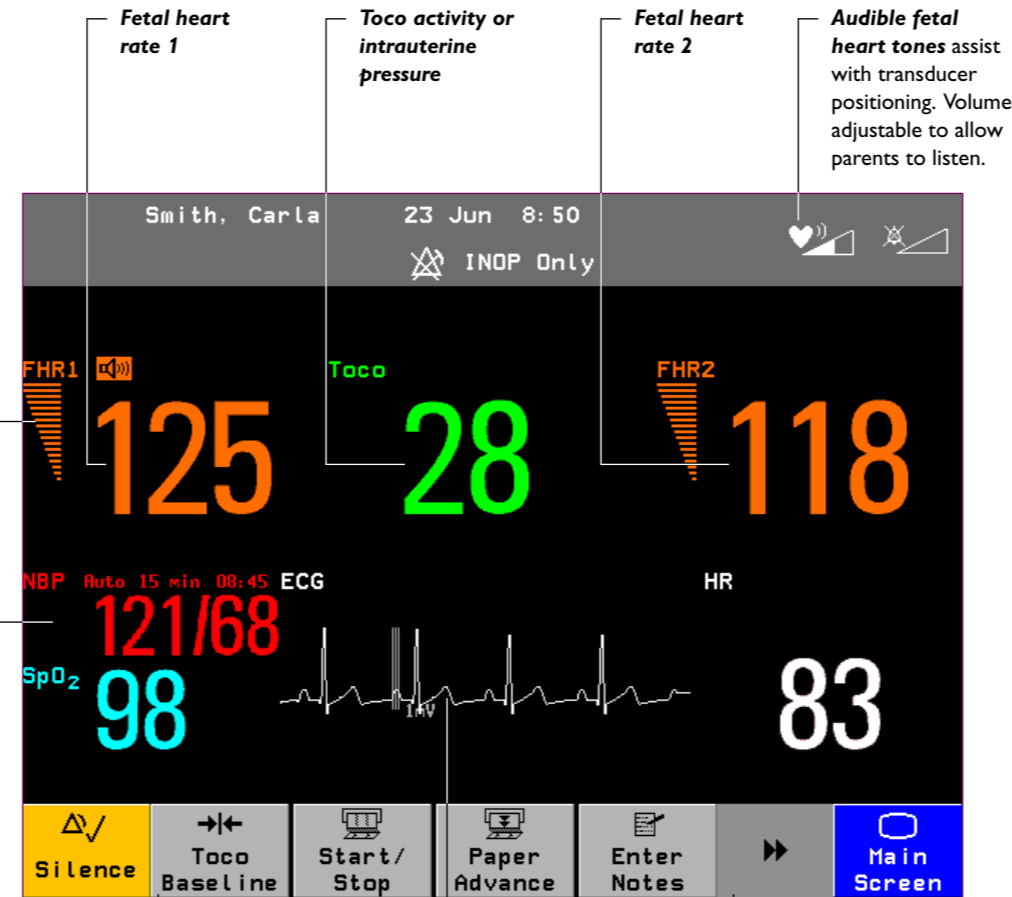 Fetal heart
rate 1
Toco activity or
intrauterine
pressure
Fetal heart
rate 2
Audible fetal
heart tones assist
with transducer
positioning. Volume
adjustable to allow
parents to listen.
Smith, Carla 23 Jun 8:50
INOP Only
FHR1 Toco FHR2
125 28 118
NBP Auto 15 min 08:45 ECG HR
121/68
SpO₂
98 83
1mV
Silence
Toco
Baseline
Start/
Stop
Paper
Advance
Enter
Notes
Main
Screen